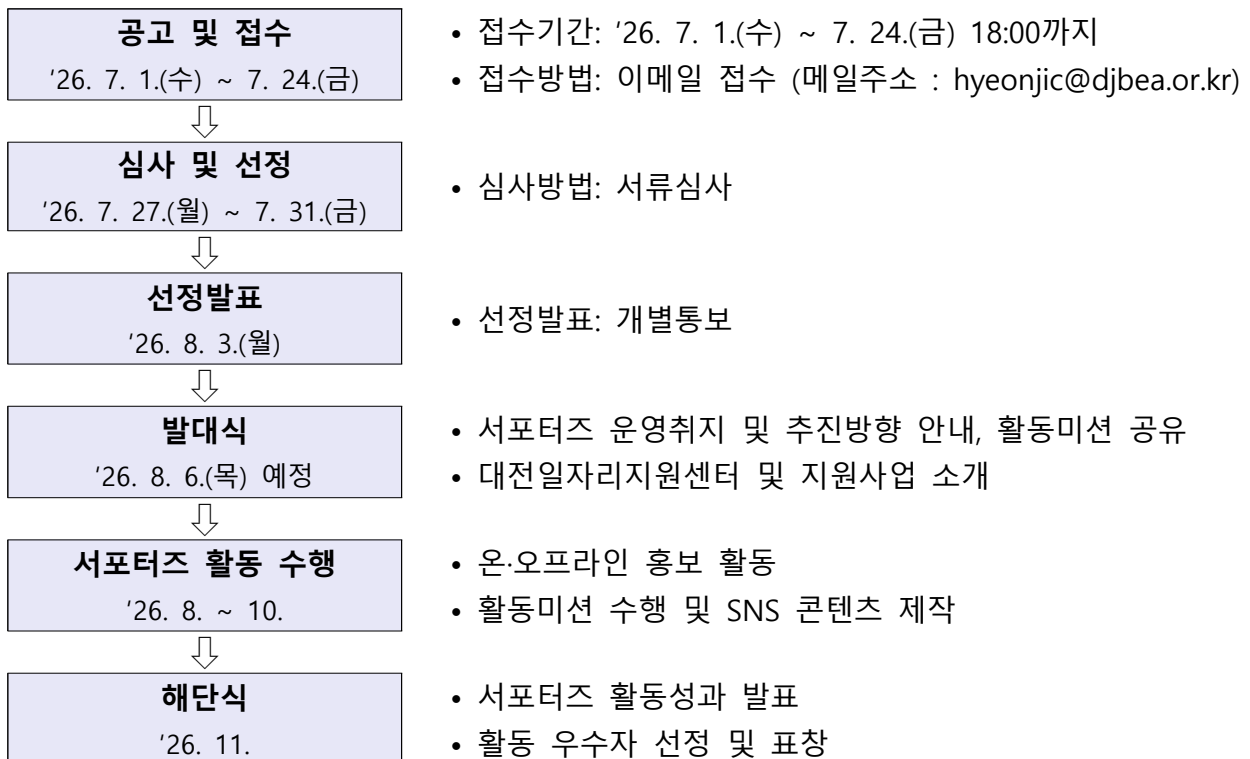 공고 및 접수
'26. 7. 1.(수) ~ 7. 24.(금)
• 접수기간: '26. 7. 1.(수) ~ 7. 24.(금) 18:00까지
• 접수방법: 이메일 접수 (메일주소 : hyeonjic@djbea.or.kr)
심사 및 선정
'26. 7. 27.(월) ~ 7. 31.(금)
• 심사방법: 서류심사
선정발표
'26. 8. 3.(월)
• 선정발표: 개별통보
발대식
'26. 8. 6.(목) 예정
• 서포터즈 운영취지 및 추진방향 안내, 활동미션 공유
• 대전일자리지원센터 및 지원사업 소개
서포터즈 활동 수행
'26. 8. ~ 10.
• 온·오프라인 홍보 활동
• 활동미션 수행 및 SNS 콘텐츠 제작
해단식
'26. 11.
• 서포터즈 활동성과 발표
• 활동 우수자 선정 및 표창